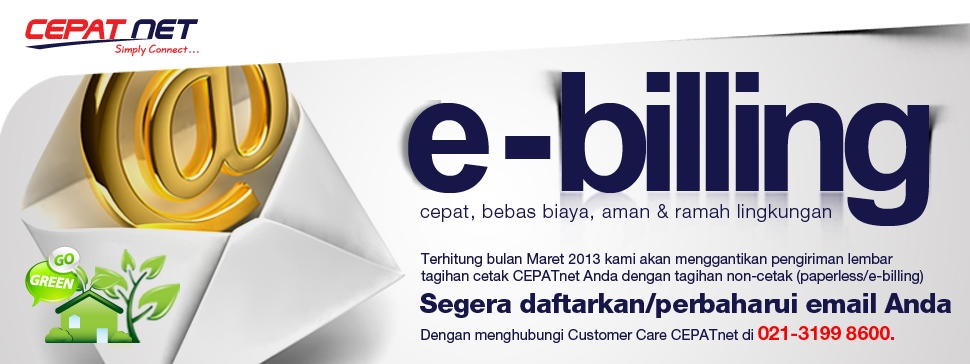 CEPAT NET
Simply Connect...
@
e-billing
cepat, bebas biaya, aman & ramah lingkungan
GO
GREEN
Terhitung bulan Maret 2013 kami akan menggantikan pengiriman lembar
tagihan cetak CEPATnet Anda dengan tagihan non-cetak (paperless/e-billing)
Segera daftarkan/perbaharui email Anda
Dengan menghubungi Customer Care CEPATnet di 021-3199 8600.